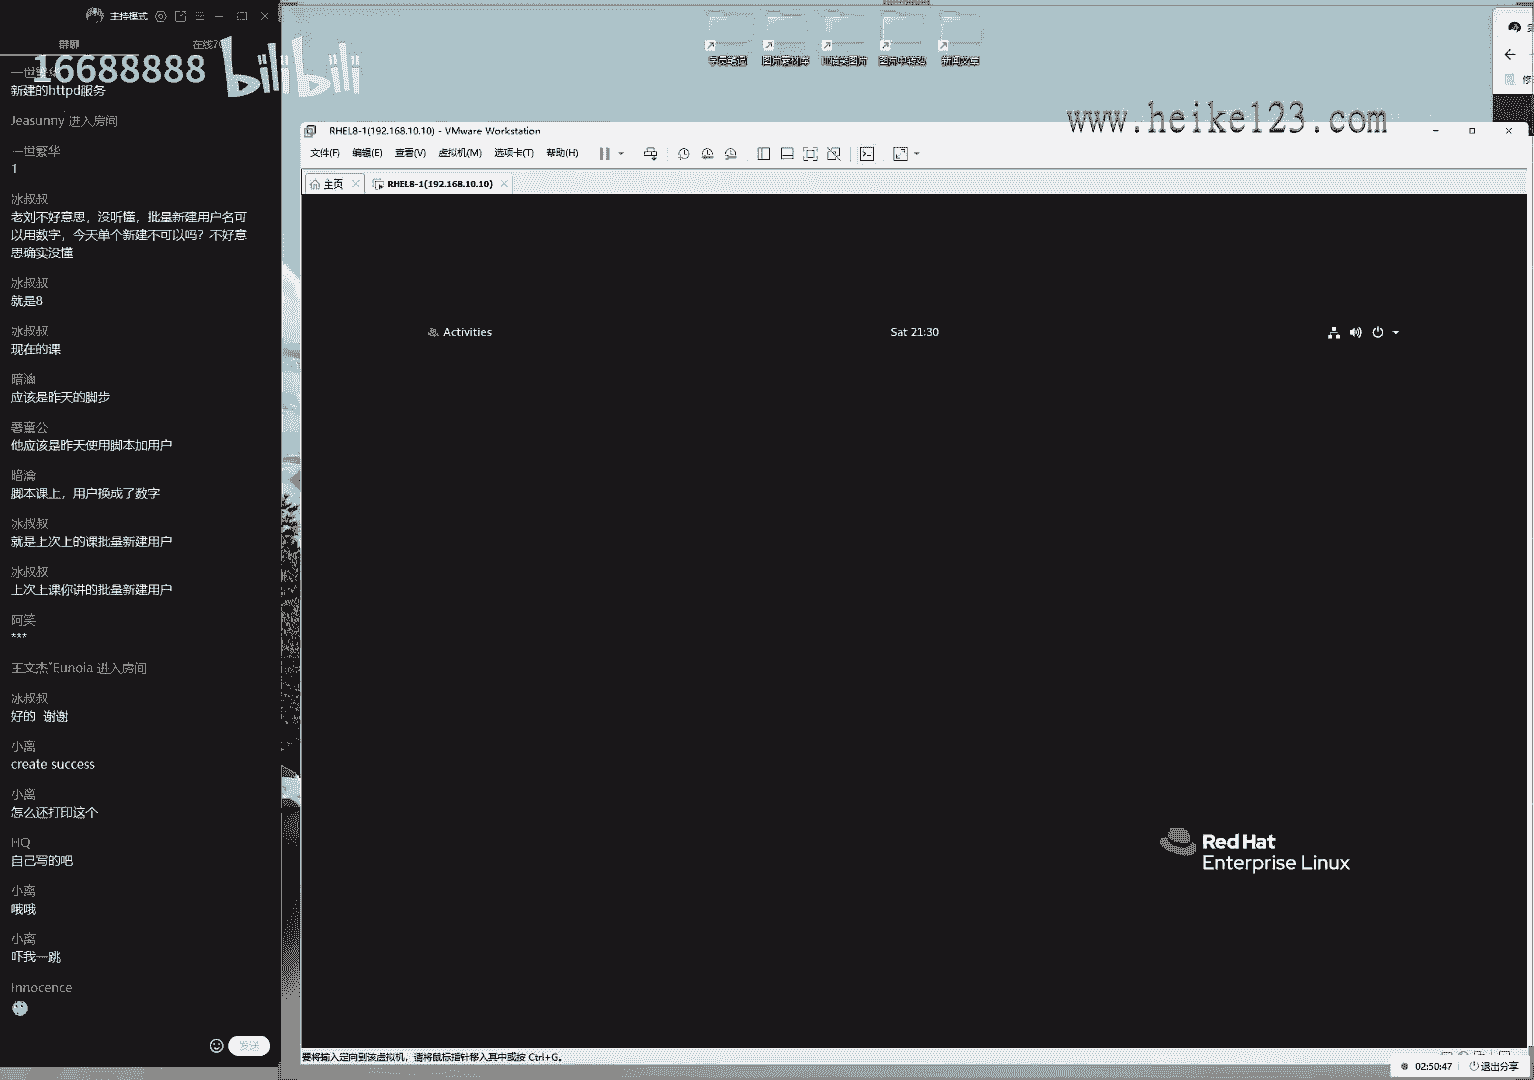 主持模式
群聊
在线70
16688888
bilibili
一世繁华
新建的httpd服务
Jeasunny 进入房间
一世繁华
1
冰叔叔
老刘不好意思，没听懂，批量新建用户名可
以用数字，今天单个新建不可以吗？不好意
思确实没懂
冰叔叔
就是8
冰叔叔
现在的课
暗渝
应该是昨天的脚步
他应该是昨天使用脚本加用户
暗渝
脚本课上，用户换成了数字
冰叔叔
就是上次上的课批量新建用户
冰叔叔
上次上课你讲的批量新建用户
阿笑
***
王文杰˜Eunoia 进入房间
冰叔叔
好的 谢谢
小离
create success
小离
怎么还打印这个
HQ
自己写的吧
小离
哦哦
小离
吓我一跳
Innocence
发送
图片素材库
新闻文章
www.heike123.com
RHEL8-1(192.168.10.10) - VMware Workstation
文件(F) 编辑(E) 查看(V) 虚拟机(M) 选项卡(T) 帮助(H)
主页
RHEL8-1(192.168.10.10)
Activities
Sat 21:30
Red Hat
Enterprise Linux
要将输入定向到该虚拟机，请将鼠标指针移入其中或按 Ctrl+G。
02:50:47
退出分享